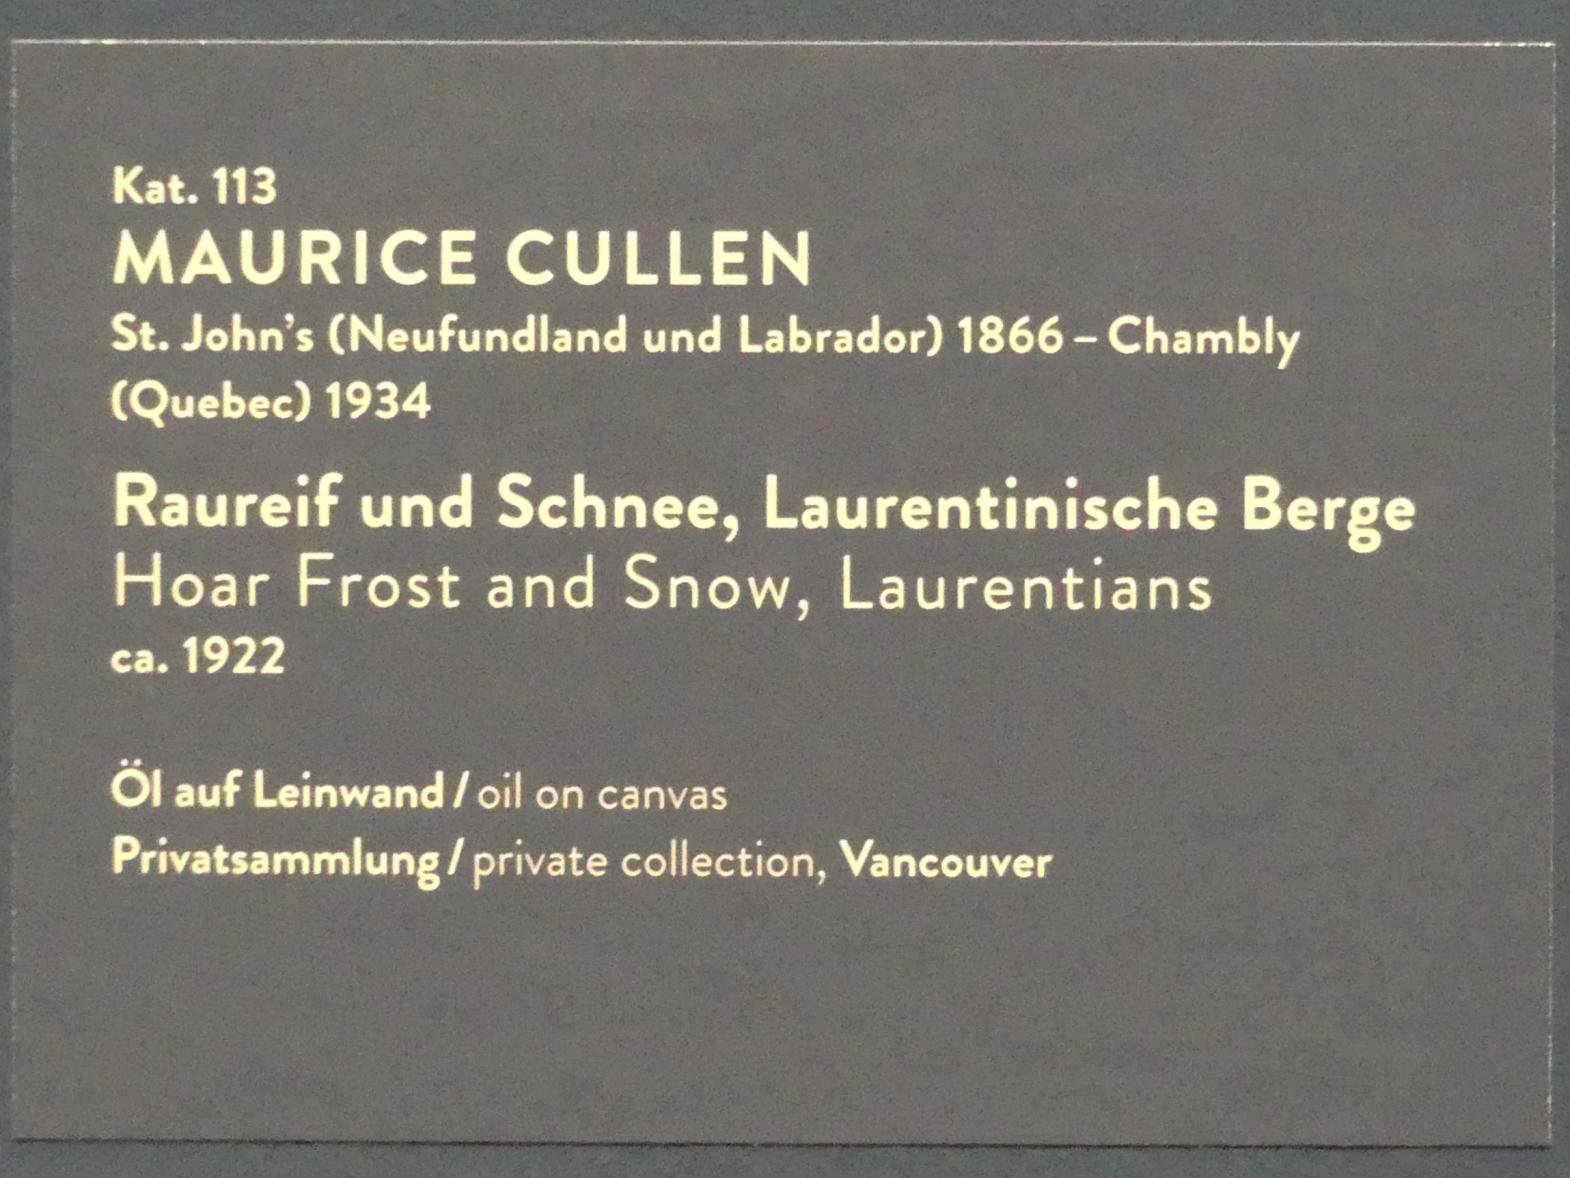 Kat. 113
MAURICE CULLEN
St. John's (Neufundland und Labrador) 1866 – Chambly
(Quebec) 1934
Raureif und Schnee, Laurentinische Berge
Hoar Frost and Snow, Laurentians
ca. 1922
Öl auf Leinwand / oil on canvas
Privatsammlung / private collection, Vancouver